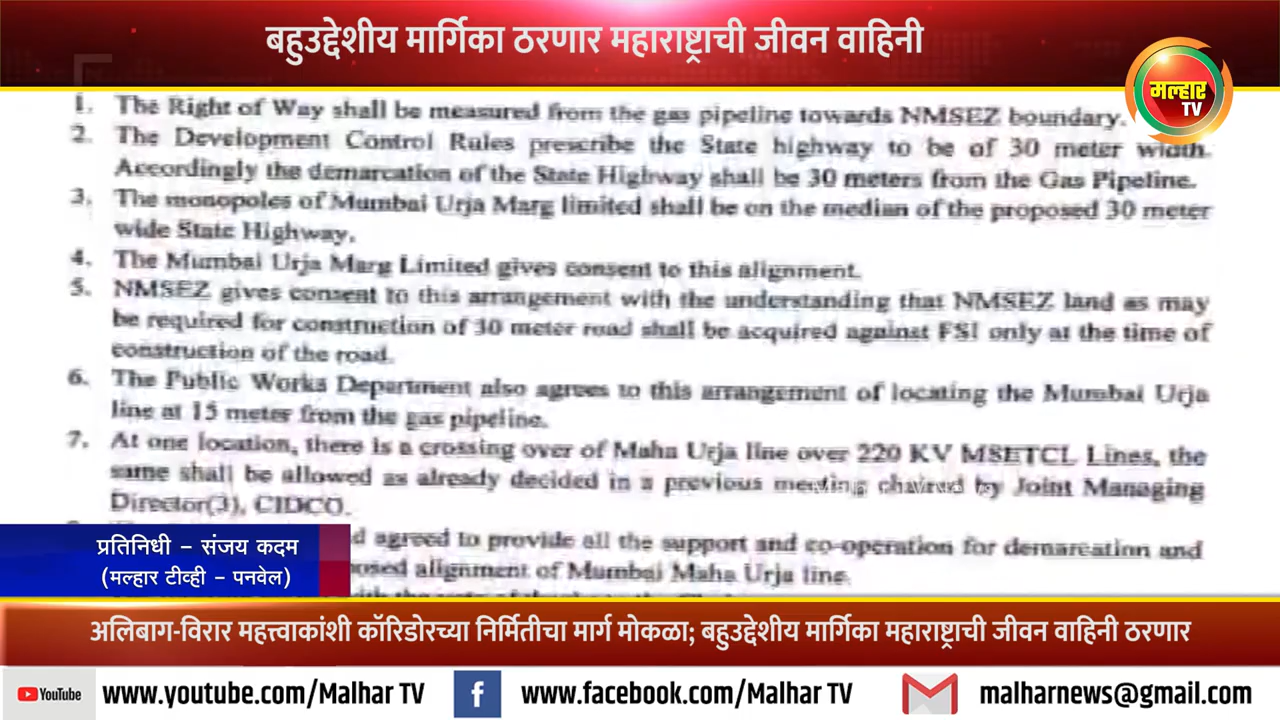 बहुउद्देशीय मार्गिका ठरणार महाराष्ट्राची जीवन वाहिनी
मल्हार
TV
1. The Right of Way shall be measured from the gas pipeline towards NMSEZ boundary.
2. The Development Control Rules prescribe the State highway to be of 30 meter width.
Accordingly the demarcation of the State Highway shall be 30 meters from the Gas Pipeline.
3. The monopoles of Mumbai Urja Marg limited shall be on the median of the proposed 30 meter
wide State Highway.
4. The Mumbai Urja Marg Limited gives consent to this alignment.
5. NMSEZ gives consent to this arrangement with the understanding that NMSEZ land as may
be required for construction of 30 meter road shall be acquired against FSI only at the time of
construction of the road.
6. The Public Works Department also agrees to this arrangement of locating the Mumbai Urja
line at 15 meter from the gas pipeline.
7. At one location, there is a crossing over of Maha Urja line over 220 KV MSETCL Lines, the
same shall be allowed as already decided in a previous meeting chaired by Joint Managing
Director(3), CIDCO.
agreed to provide all the support and co-operation for demarcation and
alignment of Mumbai Maha Urja line.
प्रतिनिधी - संजय कदम
(मल्हार टीव्ही - पनवेल)
अलिबाग-विरार महत्त्वाकांशी कॉरिडोरच्या निर्मितीचा मार्ग मोकळा; बहुउद्देशीय मार्गिका महाराष्ट्राची जीवन वाहिनी ठरणार
YouTube www.youtube.com/Malhar TV f www.facebook.com/Malhar TV malharnews@gmail.com